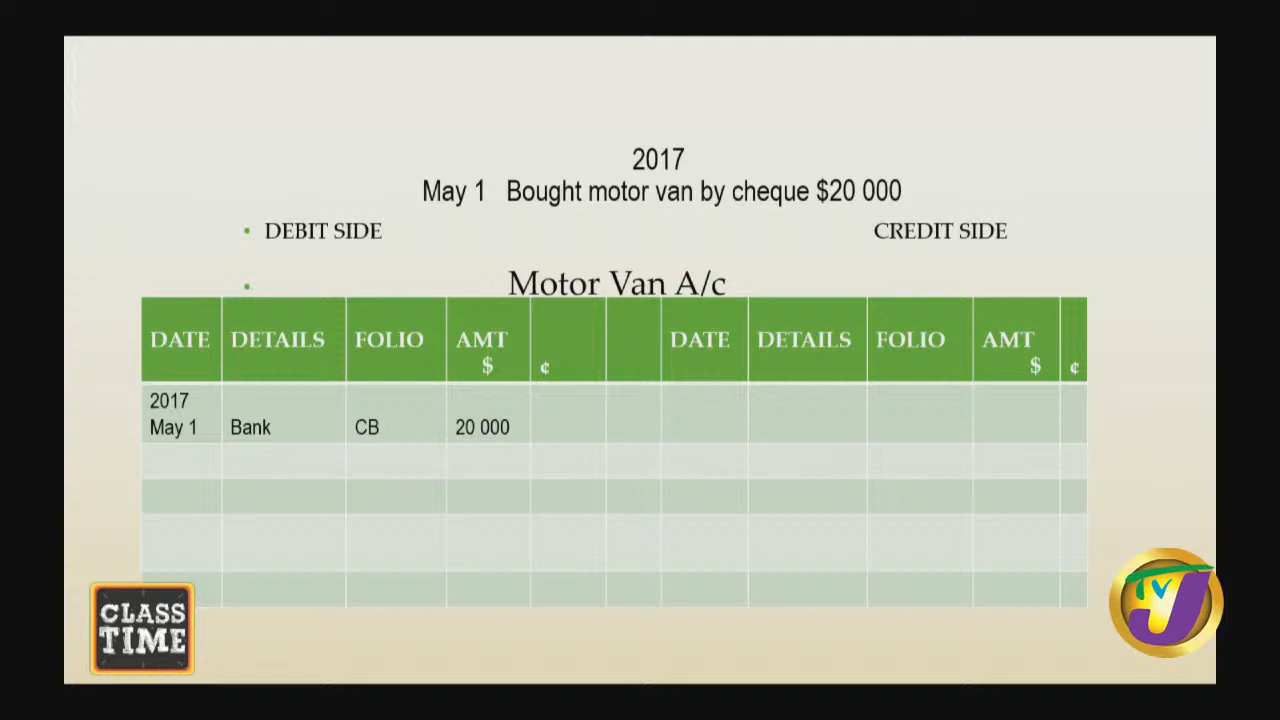 2017
May 1 Bought motor van by cheque $20 000
• DEBIT SIDE CREDIT SIDE
• Motor Van A/c
DATE DETAILS FOLIO AMT $ ¢ DATE DETAILS FOLIO AMT $ ¢
2017
May 1 Bank CB 20 000
CLASS
TIME
TVJ